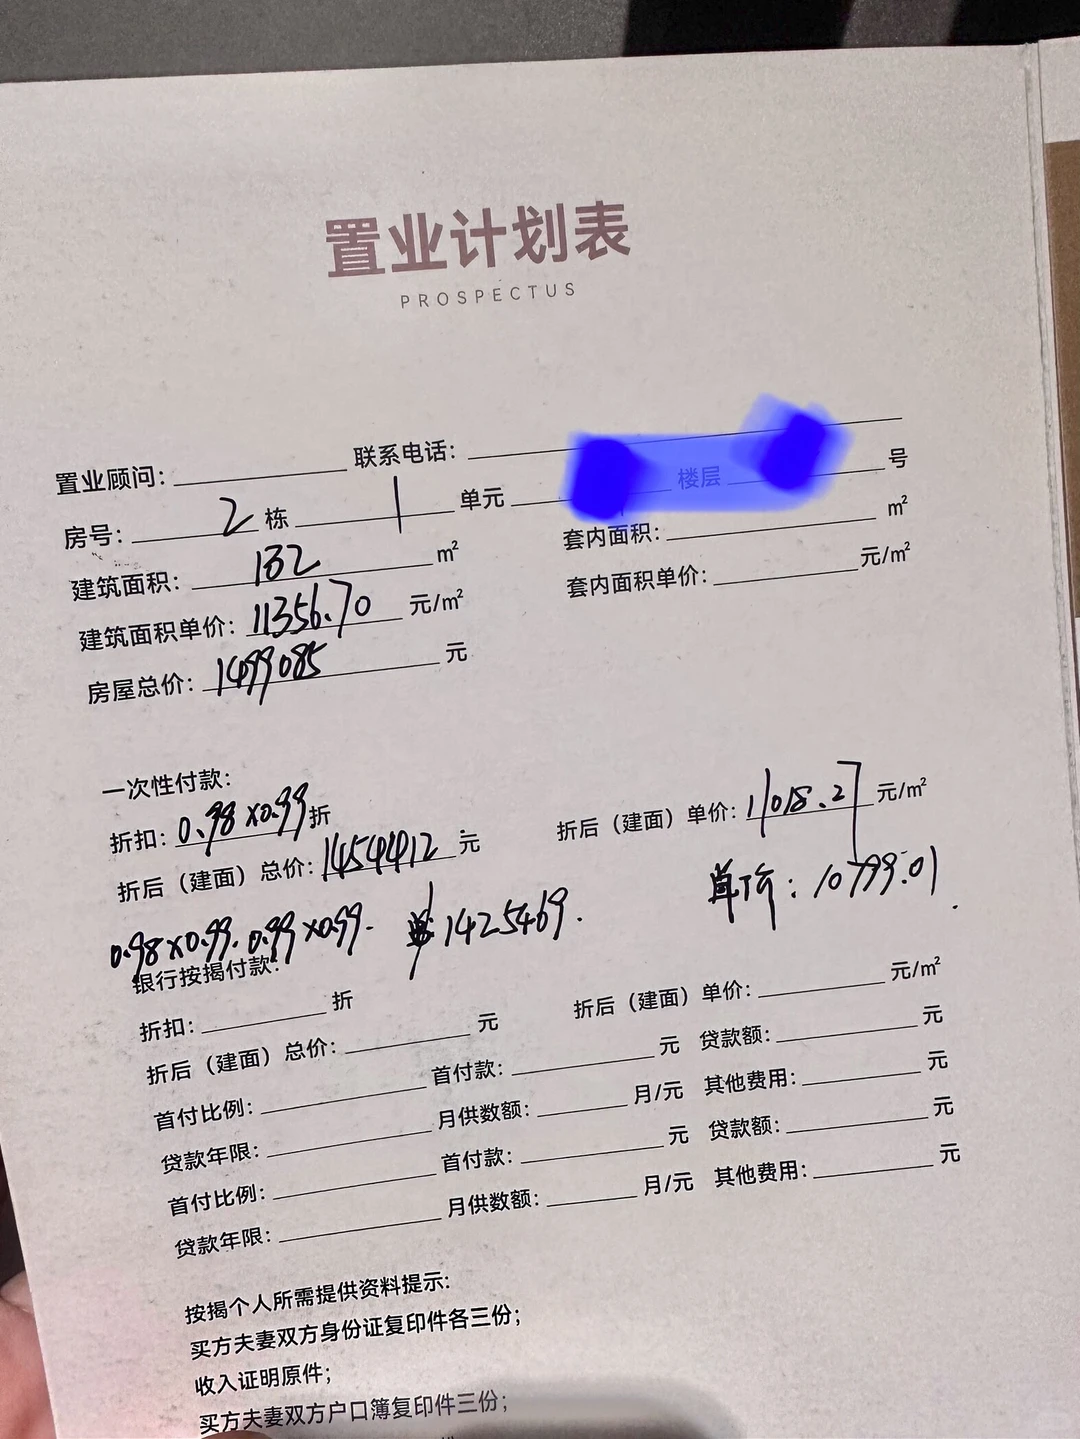 置业计划表
PROSPECTUS
置业顾问： 联系电话：
房号： 2 栋 1 单元 楼层 号
建筑面积： 132 m² 套内面积： m²
建筑面积单价： 11356.70 元/m² 套内面积单价： 元/m²
房屋总价： 1499085 元
一次性付款：
折扣： 0.98×0.99 折 折后（建面）单价： 11018.27 元/m²
折后（建面）总价： 1454412 元
单价：10799.01
0.98×0.99.0.99×0.99. 1425469.
银行按揭付款：
折扣： 折 折后（建面）单价： 元/m²
折后（建面）总价： 元
首付比例： 首付款： 元 贷款额： 元
贷款年限： 月供数额： 月/元 其他费用： 元
首付比例： 首付款： 元 贷款额： 元
贷款年限： 月供数额： 月/元 其他费用： 元
按揭个人所需提供资料提示:
买方夫妻双方身份证复印件各三份；
收入证明原件；
买方夫妻双方户口簿复印件三份；